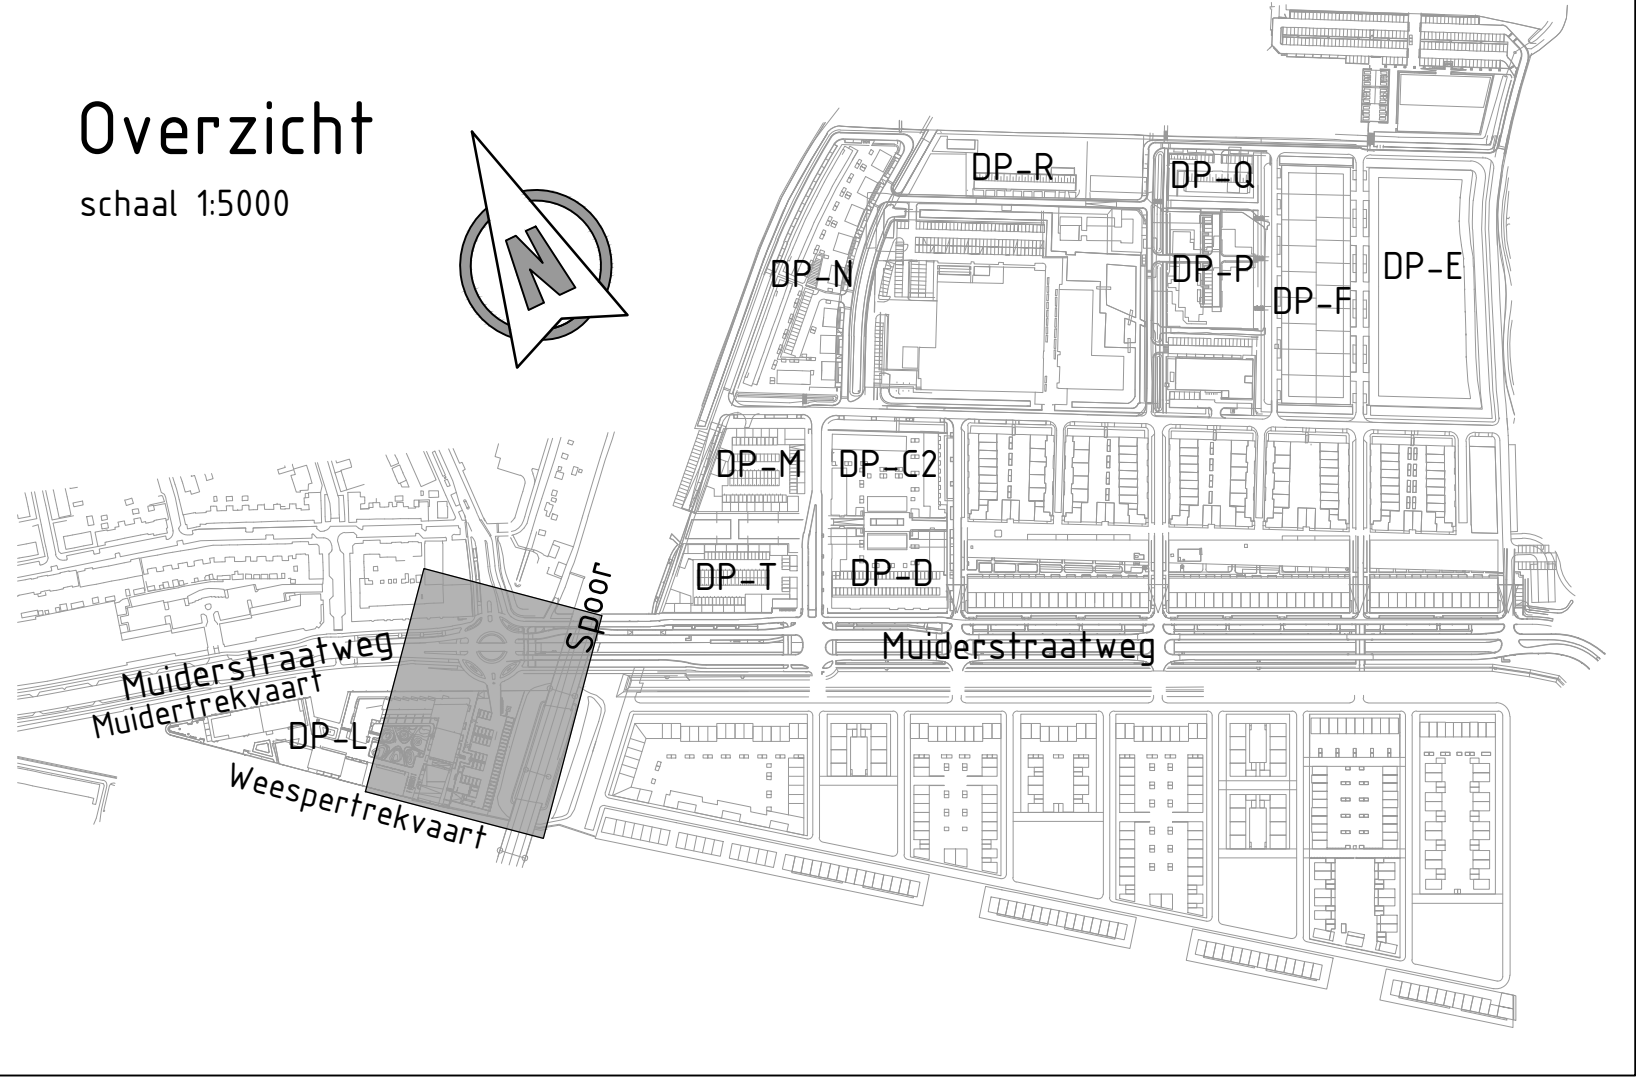 Overzicht
schaal 1:5000
N
DP-R
DP-Q
DP-N
DP-P
DP-F
DP-E
DP-M
DP-C2
DP-T
DP-D
Spoor
Muiderstraatweg
Muiderstraatweg
Muidertrekvaart
DP-L
Weespertrekvaart